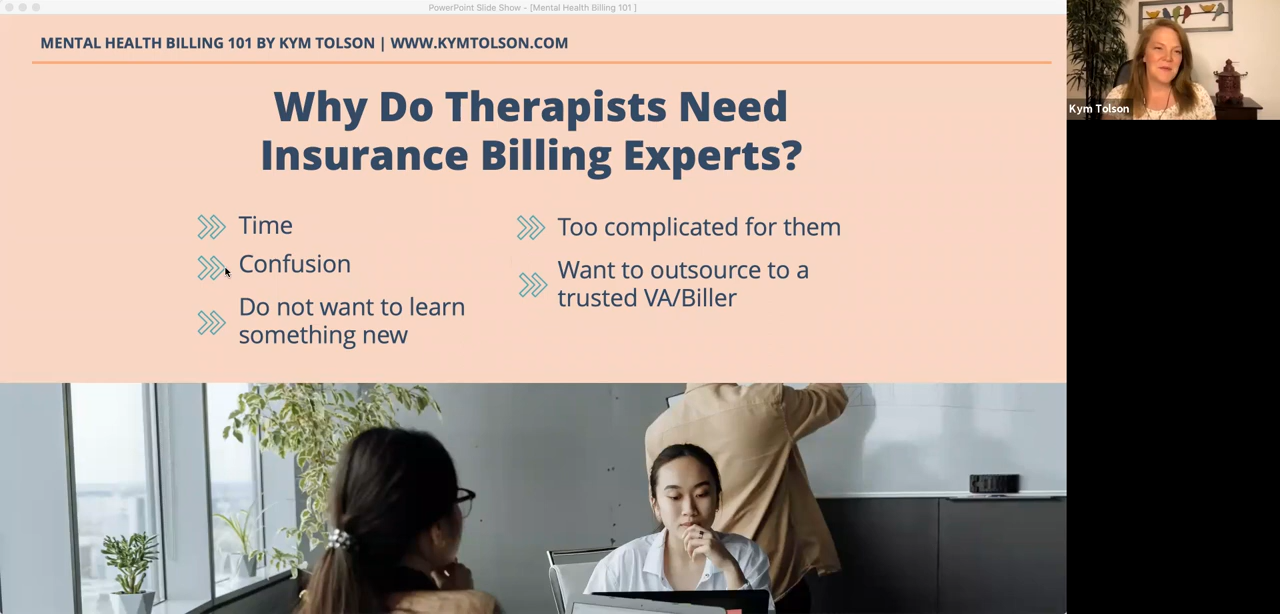 PowerPoint Slide Show - [Mental Health Billing 101 ]
MENTAL HEALTH BILLING 101 BY KYM TOLSON | WWW.KYMTOLSON.COM
Why Do Therapists Need
Insurance Billing Experts?
Time
Confusion
Do not want to learn
something new
Too complicated for them
Want to outsource to a
trusted VA/Biller
Kym Tolson